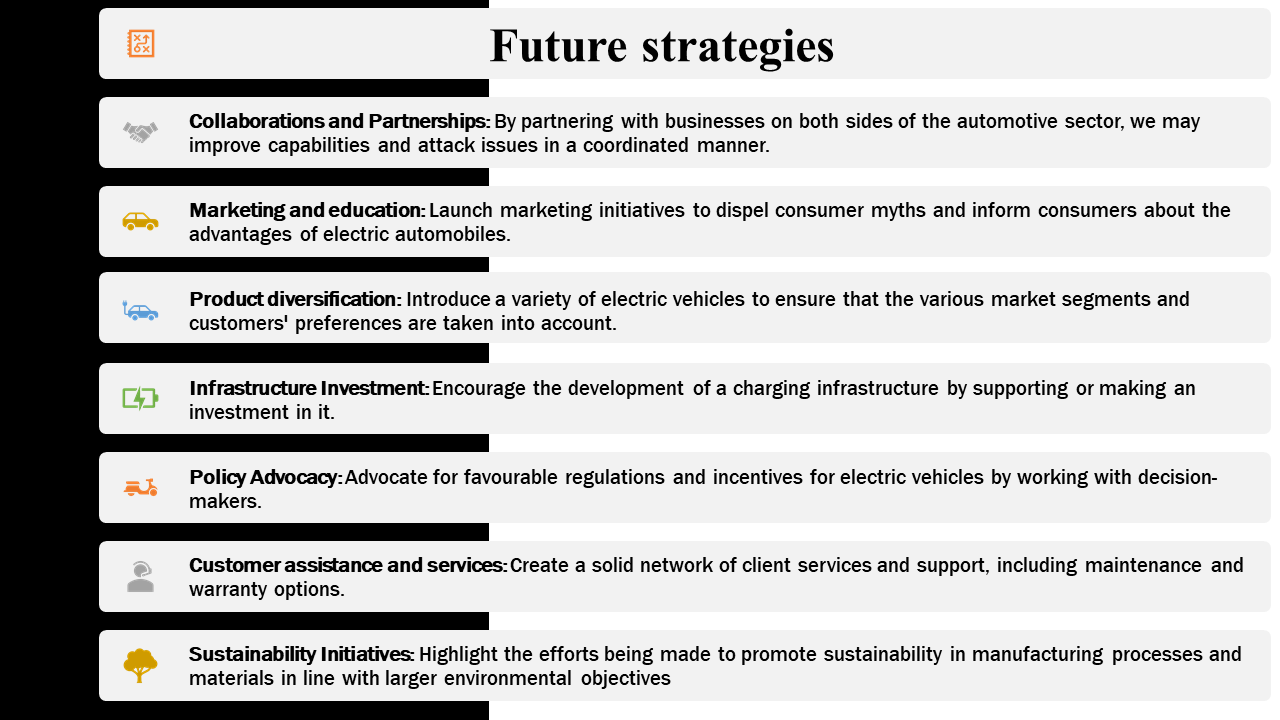 Future strategies
Collaborations and Partnerships: By partnering with businesses on both sides of the automotive sector, we may
improve capabilities and attack issues in a coordinated manner.
Marketing and education: Launch marketing initiatives to dispel consumer myths and inform consumers about the
advantages of electric automobiles.
Product diversification: Introduce a variety of electric vehicles to ensure that the various market segments and
customers' preferences are taken into account.
Infrastructure Investment: Encourage the development of a charging infrastructure by supporting or making an
investment in it.
Policy Advocacy: Advocate for favourable regulations and incentives for electric vehicles by working with decision-
makers.
Customer assistance and services: Create a solid network of client services and support, including maintenance and
warranty options.
Sustainability Initiatives: Highlight the efforts being made to promote sustainability in manufacturing processes and
materials in line with larger environmental objectives